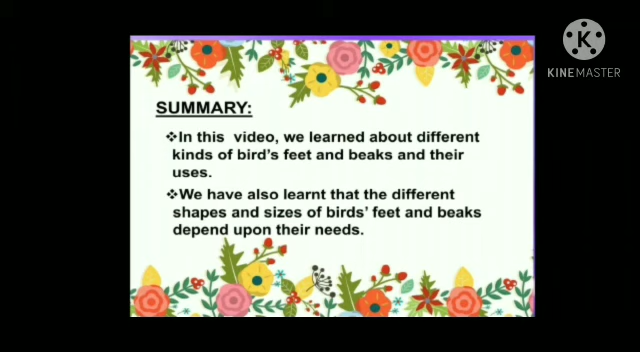 KINEMASTER
SUMMARY:
❖In this video, we learned about different
kinds of bird's feet and beaks and their
uses.
❖We have also learnt that the different
shapes and sizes of birds' feet and beaks
depend upon their needs.